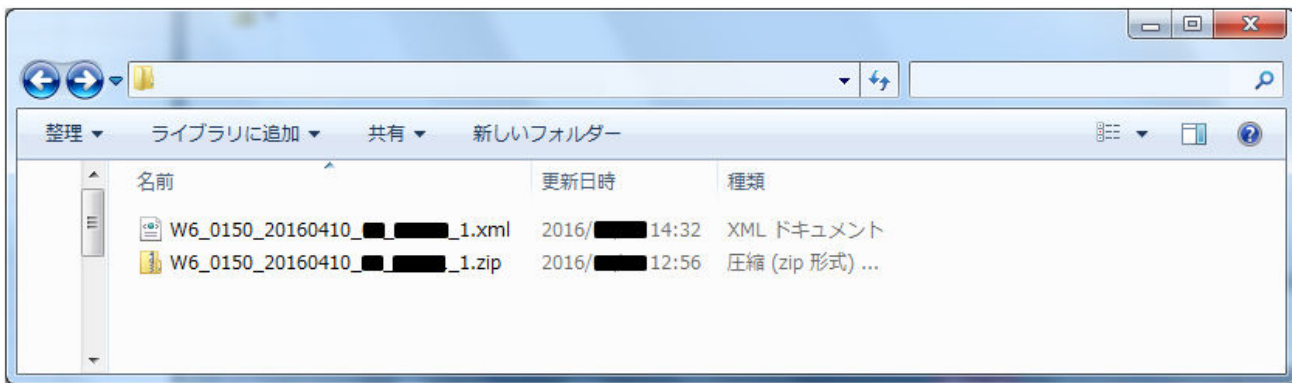 整理 ライブラリに追加 共有 新しいフォルダー
名前 更新日時 種類
W6_0150_20160410_ _ _1.xml 2016/ 14:32 XML ドキュメント
W6_0150_20160410_ _ _1.zip 2016/ 12:56 圧縮 (zip 形式) ...